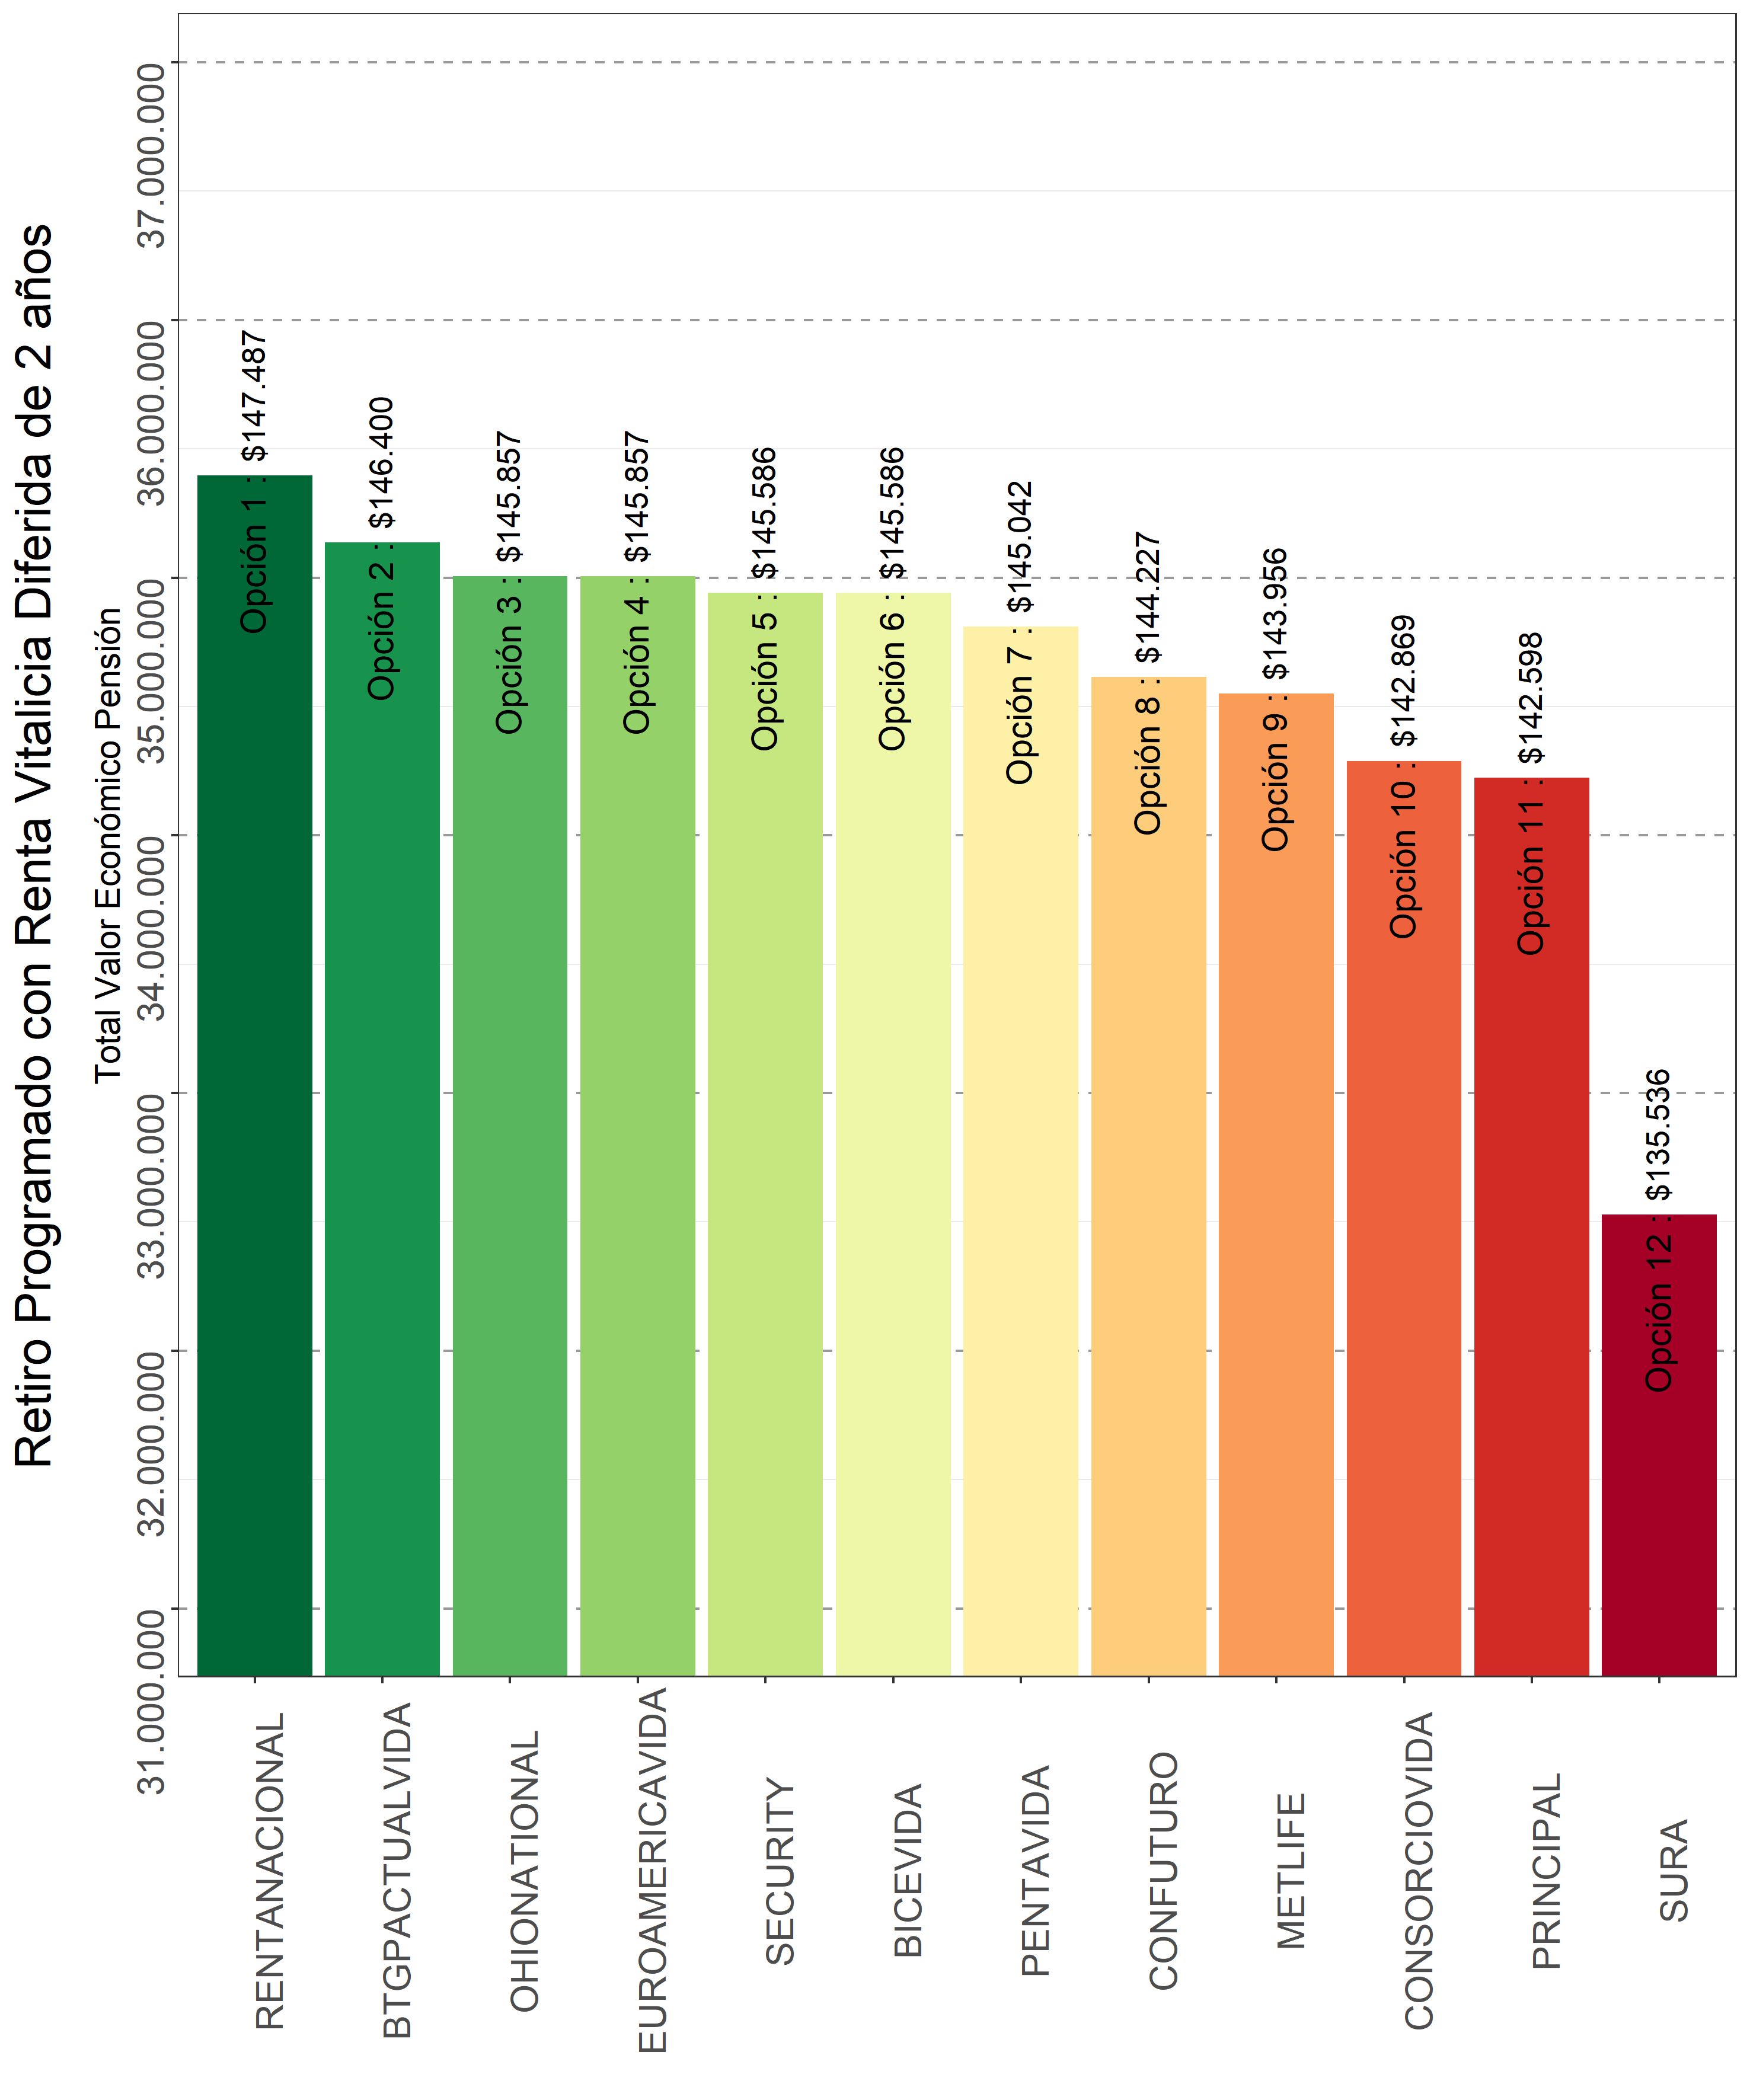 Retiro Programado con Renta Vitalicia Diferida de 2 años
Total Valor Económico Pensión
31.000.000
32.000.000
33.000.000
34.000.000
35.000.000
36.000.000
37.000.000
Opción 1 : $147.487
Opción 2 : $146.400
Opción 3 : $145.857
Opción 4 : $145.857
Opción 5 : $145.586
Opción 6 : $145.586
Opción 7 : $145.042
Opción 8 : $144.227
Opción 9 : $143.956
Opción 10 : $142.869
Opción 11 : $142.598
Opción 12 : $135.536
RENTANACIONAL
BTGPACTUALVIDA
OHIONATIONAL
EUROAMERICAVIDA
SECURITY
BICEVIDA
PENTAVIDA
CONFUTURO
METLIFE
CONSORCIOVIDA
PRINCIPAL
SURA